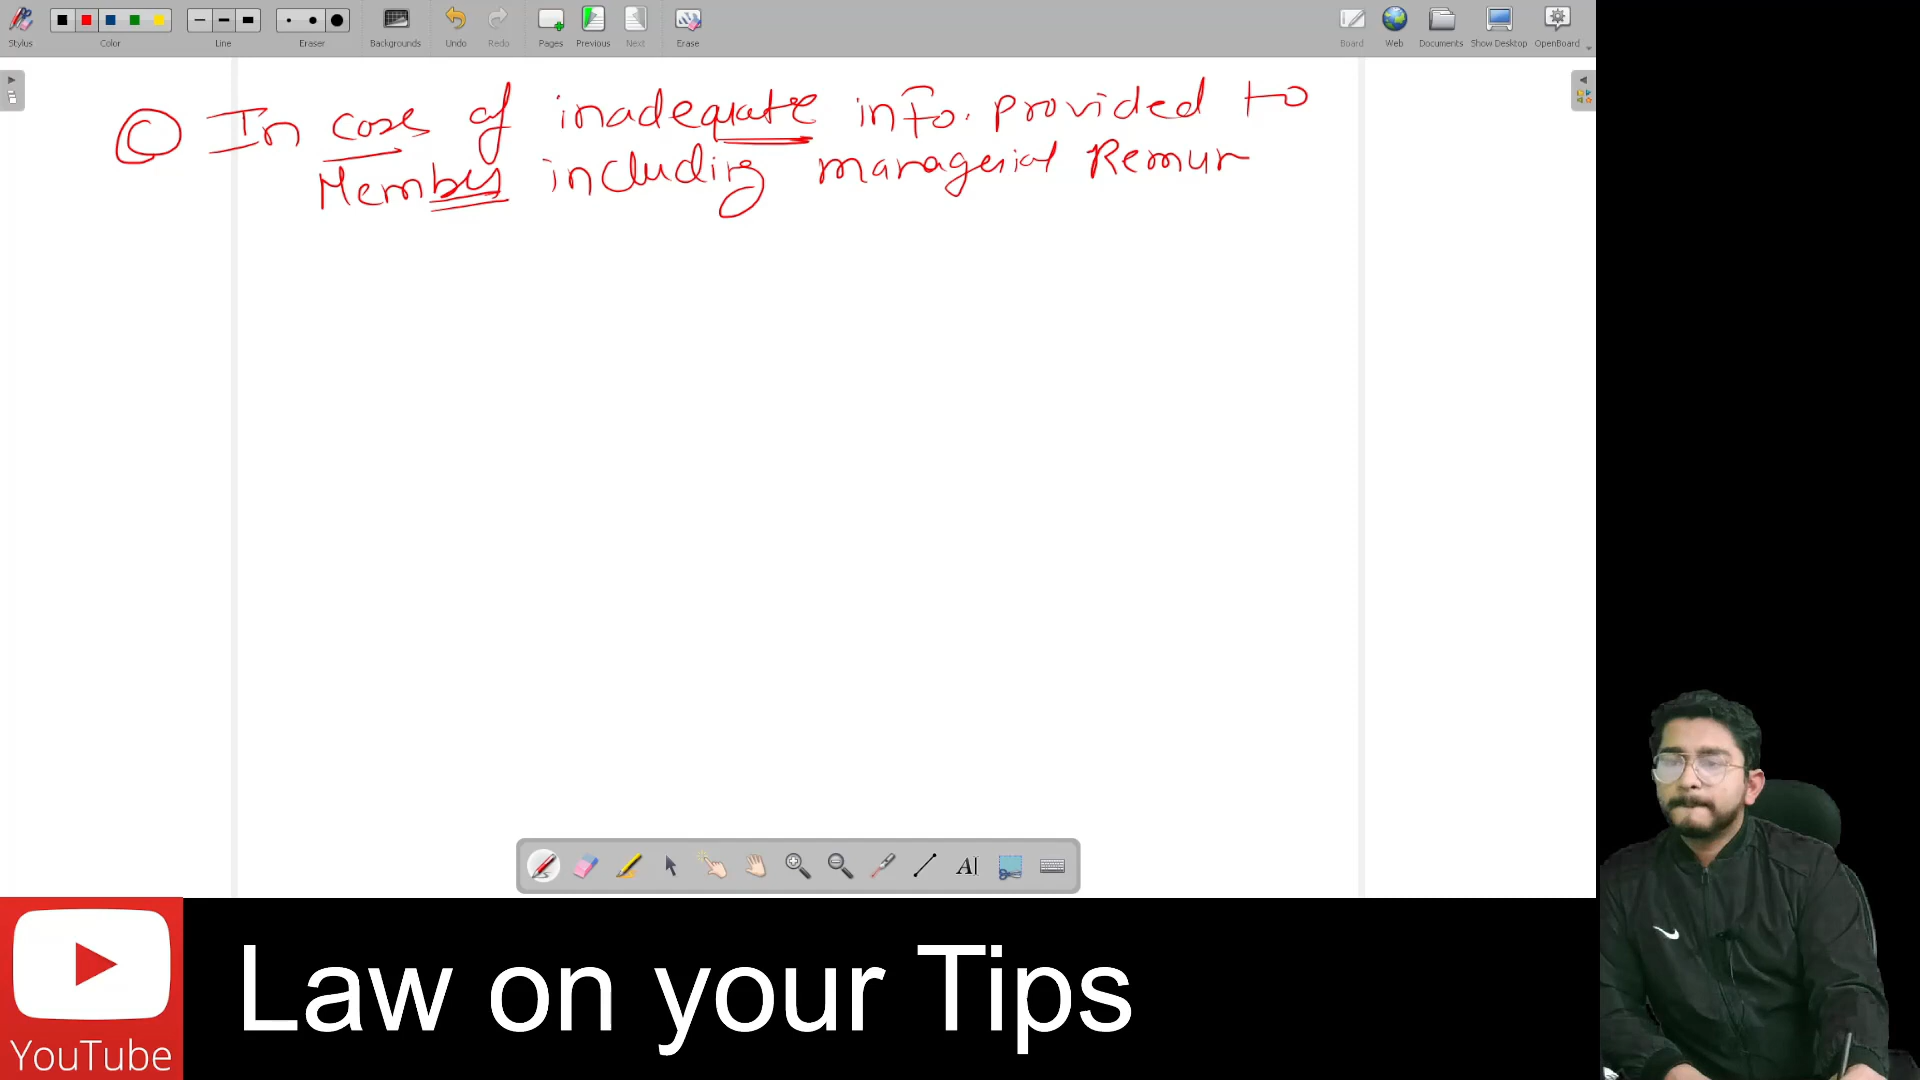 Stylus Color Line Eraser Backgrounds Undo Redo Pages Previous Next Erase Board Web Documents Show Desktop OpenBoard
© In case of inadequate info. provided to
Members including managerial Remun
A|
YouTube
Law on your Tips